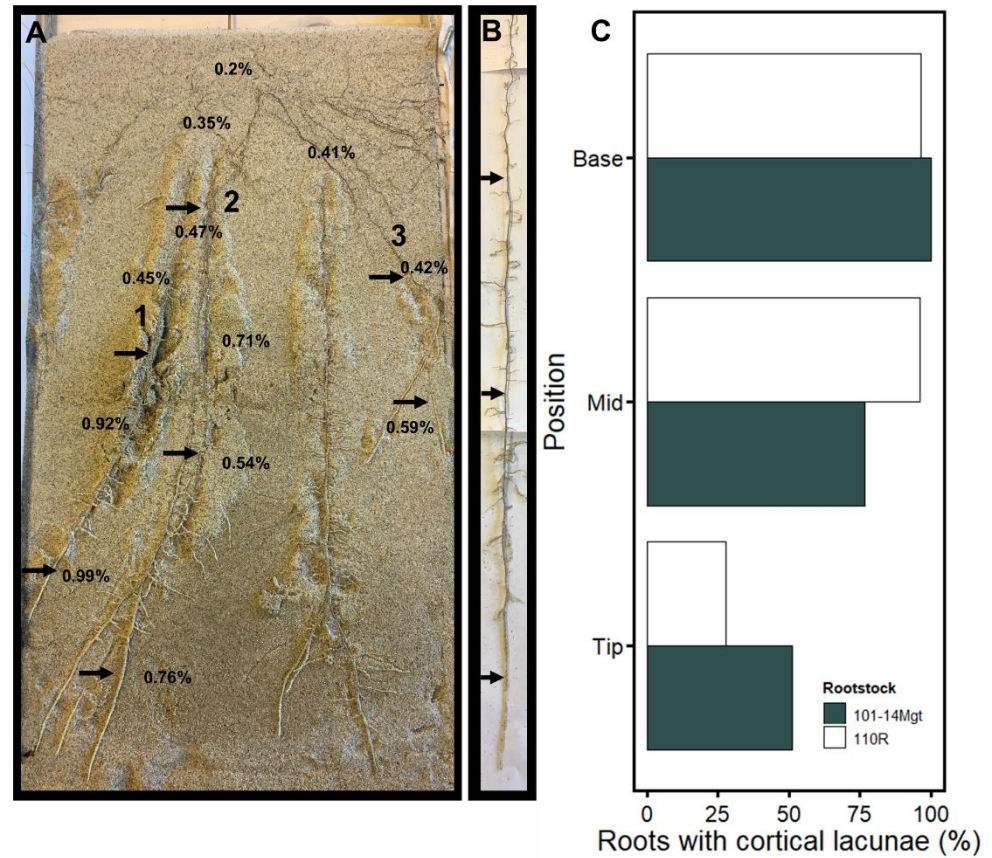 A
0.2%
0.35%
0.41%
2
0.47%
3
0.42%
0.45%
1
0.71%
0.92%
0.59%
0.54%
0.99%
0.76%
B
C
Position
Base
Mid
Tip
Rootstock
101-14Mgt
110R
0 25 50 75 100
Roots with cortical lacunae (%)